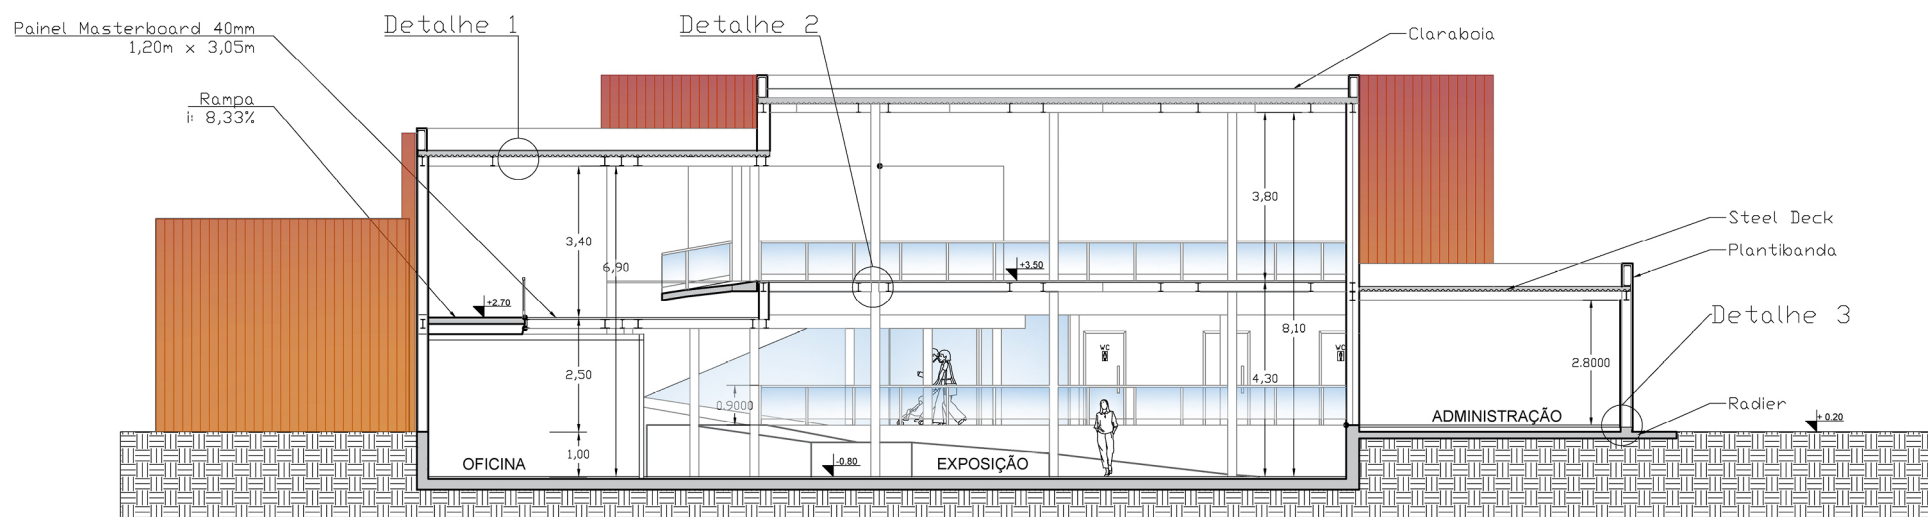 Painel Masterboard 40mm
1,20m x 3,05m
Detalhe 1
Detalhe 2
Claraboia
Rampa
i: 8,33%
3,80
Steel Deck
Plantibanda
3,40
6,90
+3.50
+2.70
Detalhe 3
8,10
WC
WC
2.8000
2,50
4,30
0.9000
Radier
ADMINISTRAÇÃO
+ 0.20
1,00
OFICINA
-0.80
EXPOSIÇÃO